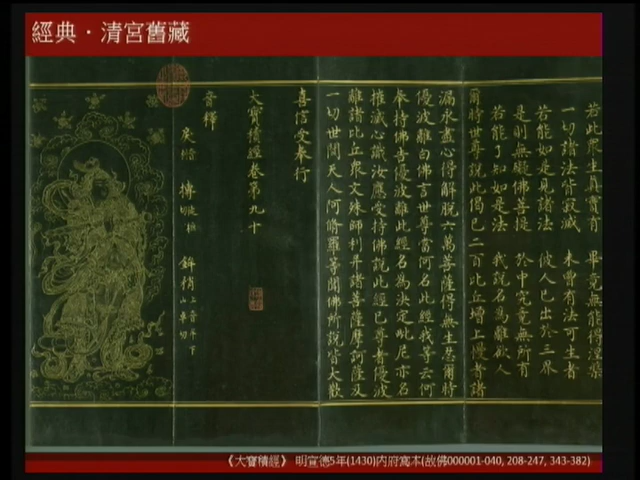 經典．清宮舊藏
若此眾生真實有　畢竟無能得涅槃
一切諸法皆寂滅　未曾有法可生者
若能如是見諸法　彼人已出於三界
是則無礙佛菩提　於中究竟無所有
若能了知如是法　我說名為離欲人
爾時世尊說此偈已二百比丘增上慢者諸
漏永盡心得解脫六萬菩薩得無生忍爾時
優波離白佛言世尊當何名此經我等云何
奉持佛告優波離此經名為決定毗尼亦名
摧滅心識汝應受持佛說此經已尊者優波
離諸比丘眾文殊師利并諸菩薩摩訶薩及
一切世間天人阿脩羅等聞佛所說皆大歡
喜信受奉行
大寶積經卷第九十
音釋
《大寶積經》 明宣德5年(1430)內府寫本(故佛000001-040, 208-247, 343-382)